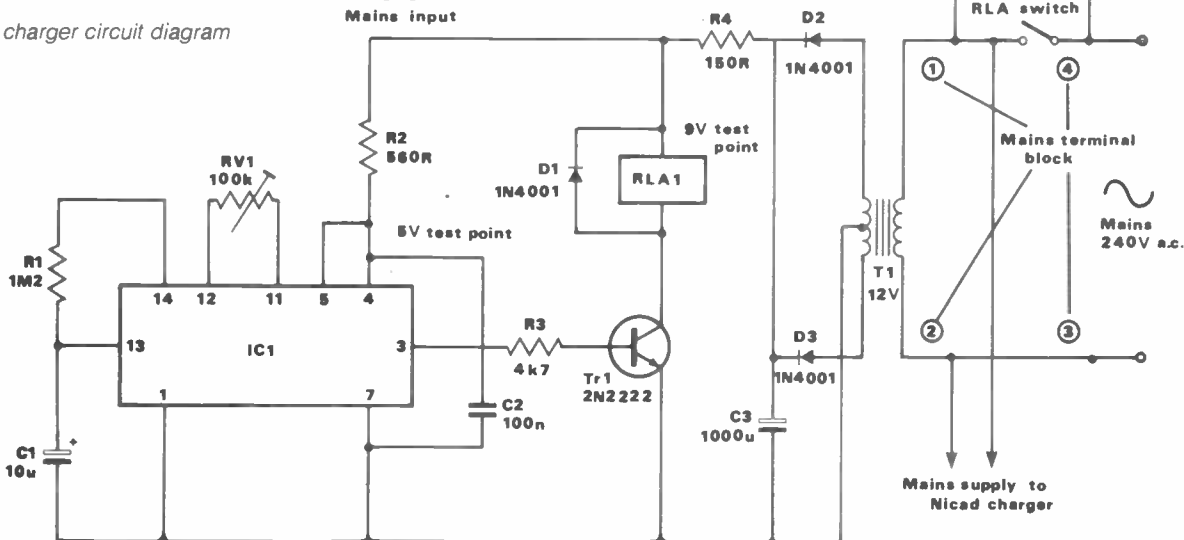 Mains input
charger circuit diagram
RLA switch
R4
150R
D2
1N4001
1
4
R2
560R
9V test
point
Mains terminal
block
RV1
100k
D1
1N4001
RLA1
Mains
240V a.c.
5V test point
R1
1M2
T1
12V
14
12
11
5
4
13
IC1
3
R3
4k7
2
3
D3
1N4001
Tr1
2N2222
1
7
C2
100n
C3
1000u
C1
+
10u
Mains supply to
Nicad charger